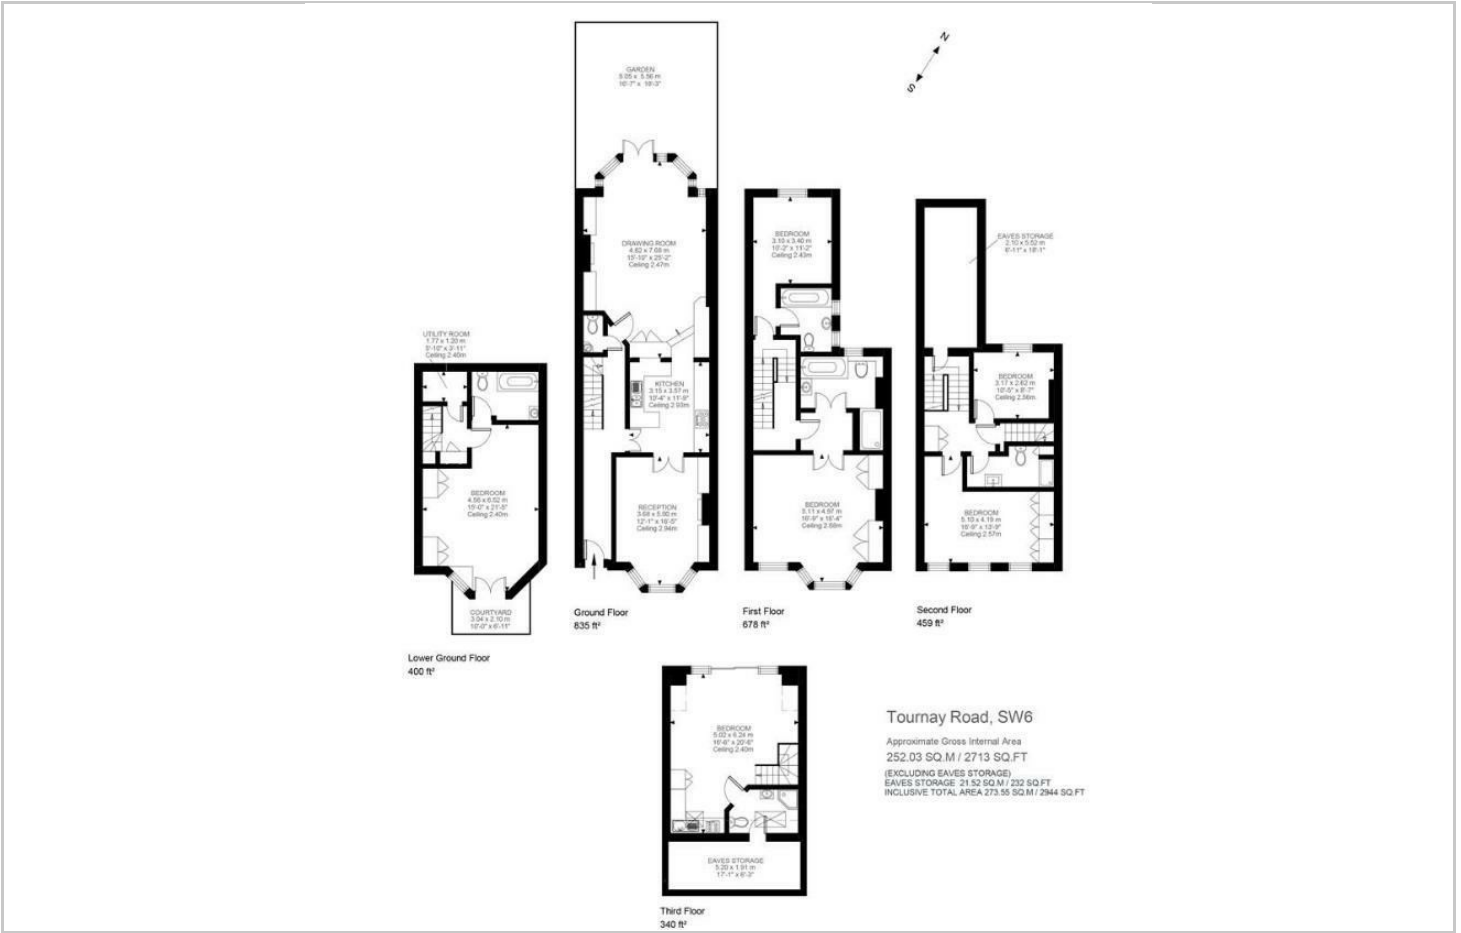 N
S
GARDEN
5.05 x 5.56 m
16'-7" x 18'-3"
DRAWING ROOM
4.82 x 7.68 m
15'-10" x 25'-2"
Ceiling 2.47m
KITCHEN
3.15 x 3.57 m
10'-4" x 11'-9"
Ceiling 2.93m
RECEPTION
3.68 x 5.00 m
12'-1" x 16'-5"
Ceiling 2.94m
Ground Floor
835 ft²
UTILITY ROOM
1.77 x 1.20 m
5'-10" x 3'-11"
Ceiling 2.40m
BEDROOM
4.56 x 6.52 m
15'-0" x 21'-5"
Ceiling 2.40m
COURTYARD
3.04 x 2.10 m
10'-0" x 6'-11"
Lower Ground Floor
400 ft²
BEDROOM
3.10 x 3.40 m
10'-2" x 11'-2"
Ceiling 2.43m
BEDROOM
5.11 x 4.97 m
16'-9" x 16'-4"
Ceiling 2.88m
First Floor
678 ft²
EAVES STORAGE
2.10 x 5.52 m
6'-11" x 18'-1"
BEDROOM
3.17 x 2.62 m
10'-5" x 8'-7"
Ceiling 2.56m
BEDROOM
5.10 x 4.19 m
16'-9" x 13'-9"
Ceiling 2.57m
Second Floor
459 ft²
BEDROOM
5.02 x 6.24 m
16'-6" x 20'-6"
Ceiling 2.40m
EAVES STORAGE
5.20 x 1.91 m
17'-1" x 6'-3"
Third Floor
340 ft²
Tournay Road, SW6
Approximate Gross Internal Area
252.03 SQ.M / 2713 SQ.FT
(EXCLUDING EAVES STORAGE)
EAVES STORAGE 21.52 SQ.M / 232 SQ.FT
INCLUSIVE TOTAL AREA 273.55 SQ.M / 2944 SQ.FT